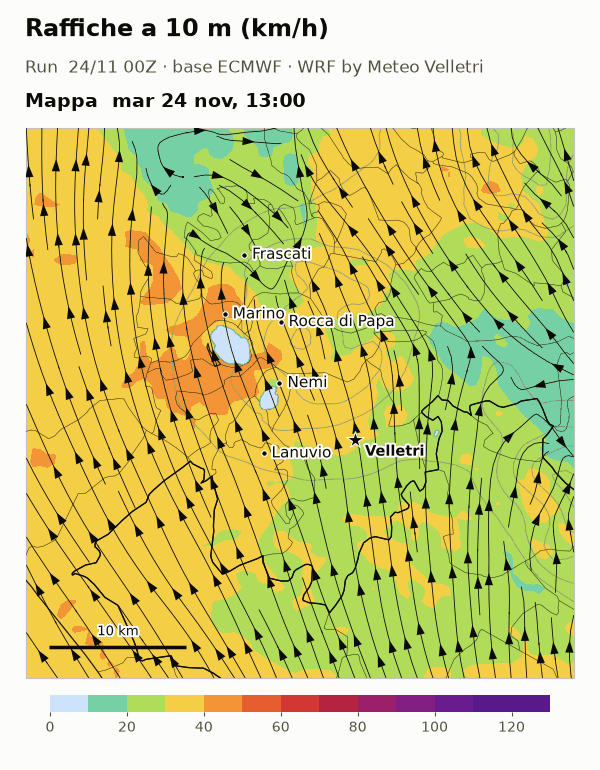 Raffiche a 10 m (km/h)
Run  24/11 00Z · base ECMWF · WRF by Meteo Velletri
Mappa  mar 24 nov, 13:00
Frascati
Marino
Rocca di Papa
Nemi
Velletri
Lanuvio
10 km
0 20 40 60 80 100 120